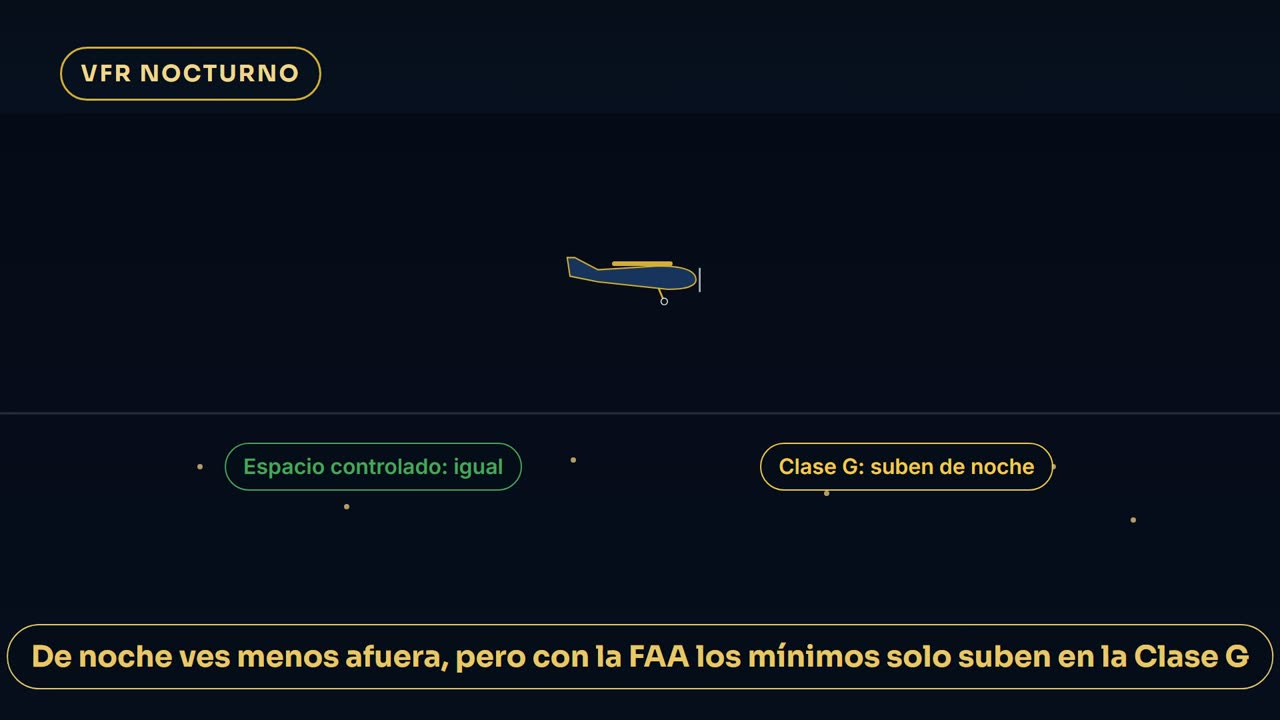 VFR NOCTURNO
Espacio controlado: igual
Clase G: suben de noche
De noche ves menos afuera, pero con la FAA los mínimos solo suben en la Clase G